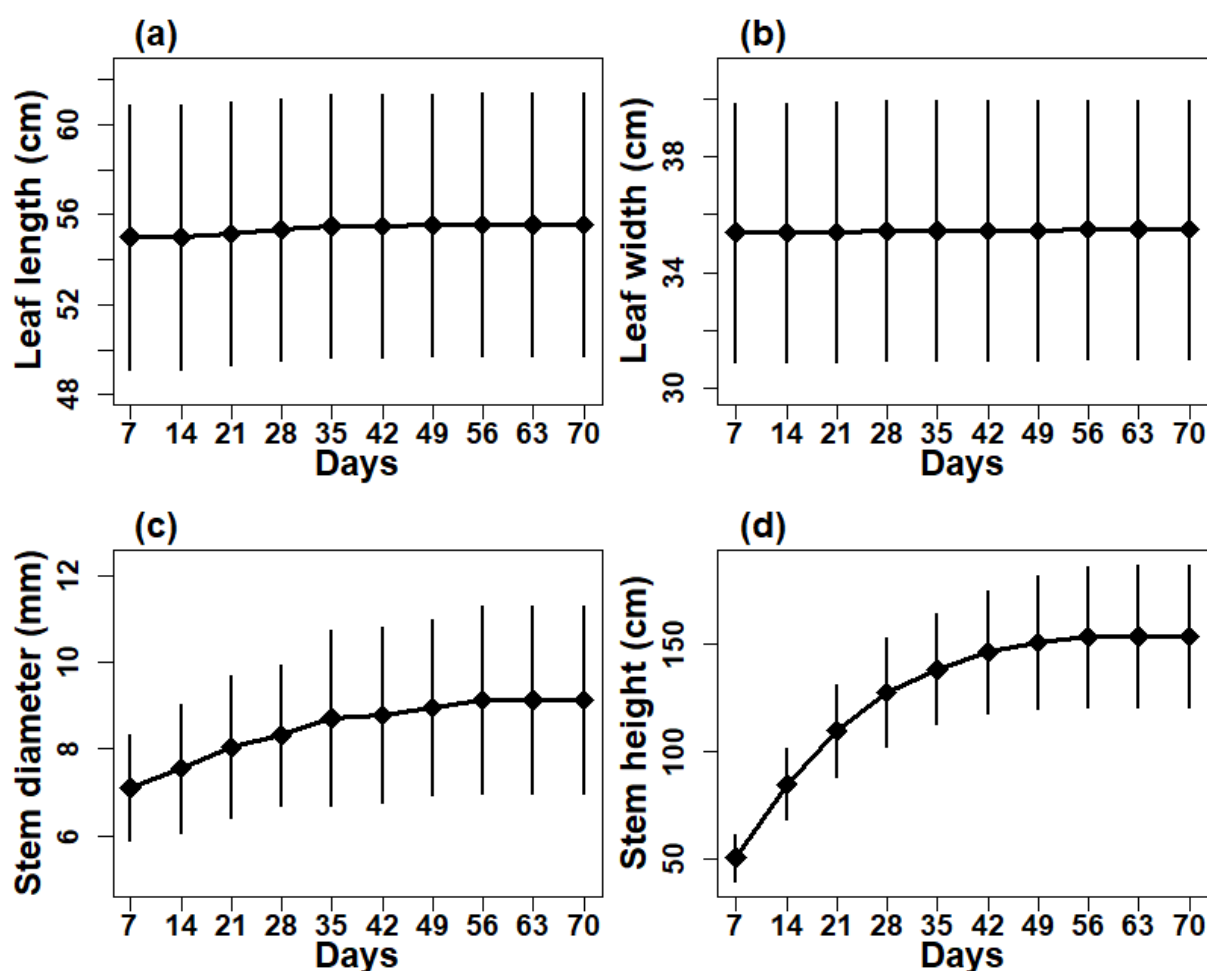 (a)
Leaf length (cm)
60
56
52
48
7 14 21 28 35 42 49 56 63 70
Days
(b)
Leaf width (cm)
38
34
30
7 14 21 28 35 42 49 56 63 70
Days
(c)
Stem diameter (mm)
12
10
8
6
7 14 21 28 35 42 49 56 63 70
Days
(d)
Stem height (cm)
150
100
50
7 14 21 28 35 42 49 56 63 70
Days